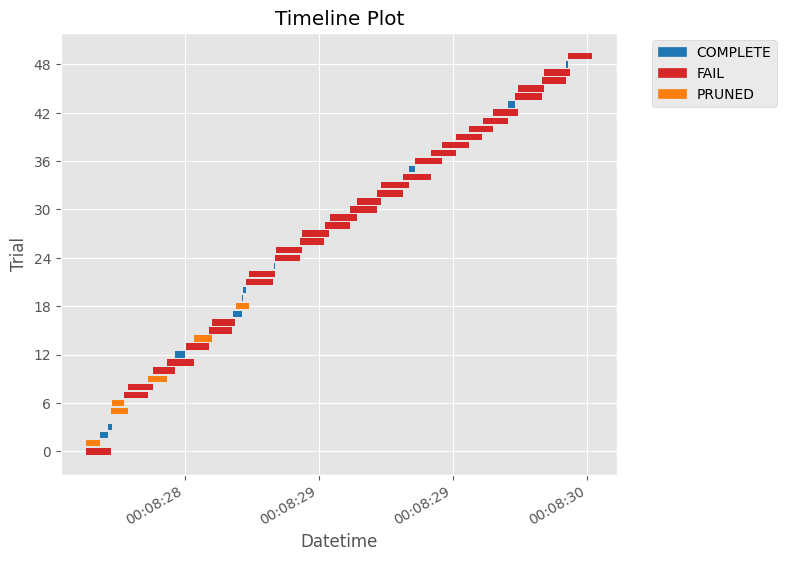 Timeline Plot
COMPLETE
FAIL
PRUNED
48
42
36
30
24
18
12
6
0
Trial
00:08:28
00:08:29
00:08:29
00:08:30
Datetime